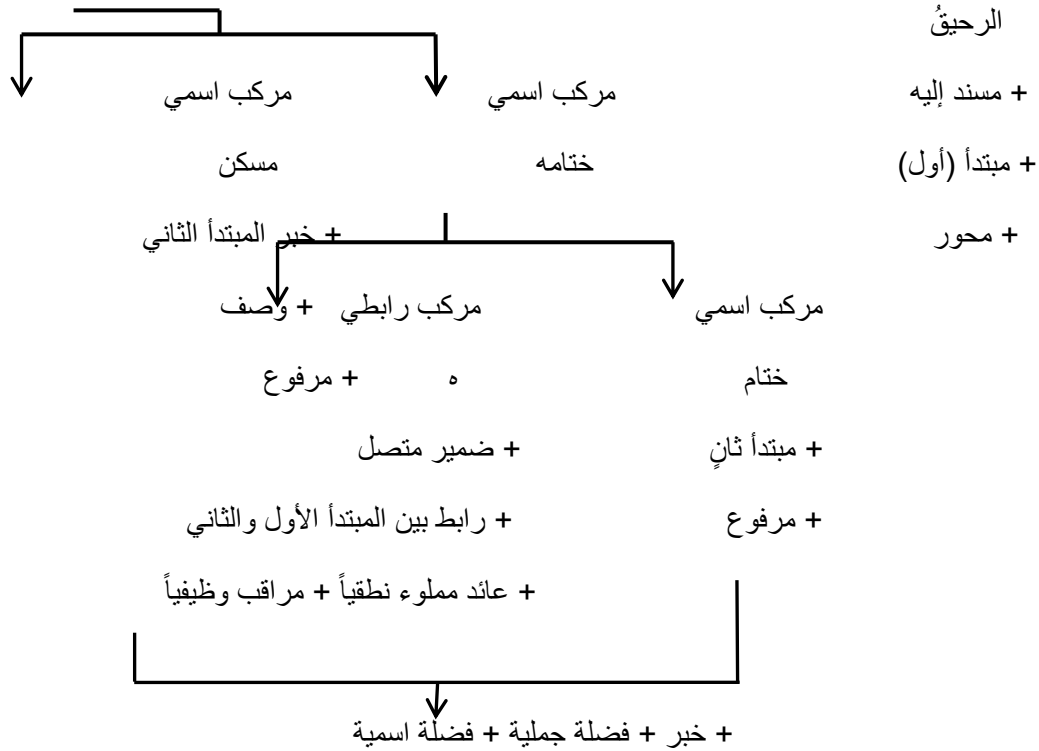 الرحيقُ
+ مسند إليه مركب اسمي مركب اسمي
+ مبتدأ (أول) ختامه مسكن
+ محور + خبر المبتدأ الثاني
مركب اسمي مركب رابطي + وصف
ختام ه + مرفوع
+ مبتدأ ثانٍ + ضمير متصل
+ مرفوع + رابط بين المبتدأ الأول والثاني
+ عائد مملوء نطقياً + مراقب وظيفياً
+ خبر + فضلة جملية + فضلة اسمية